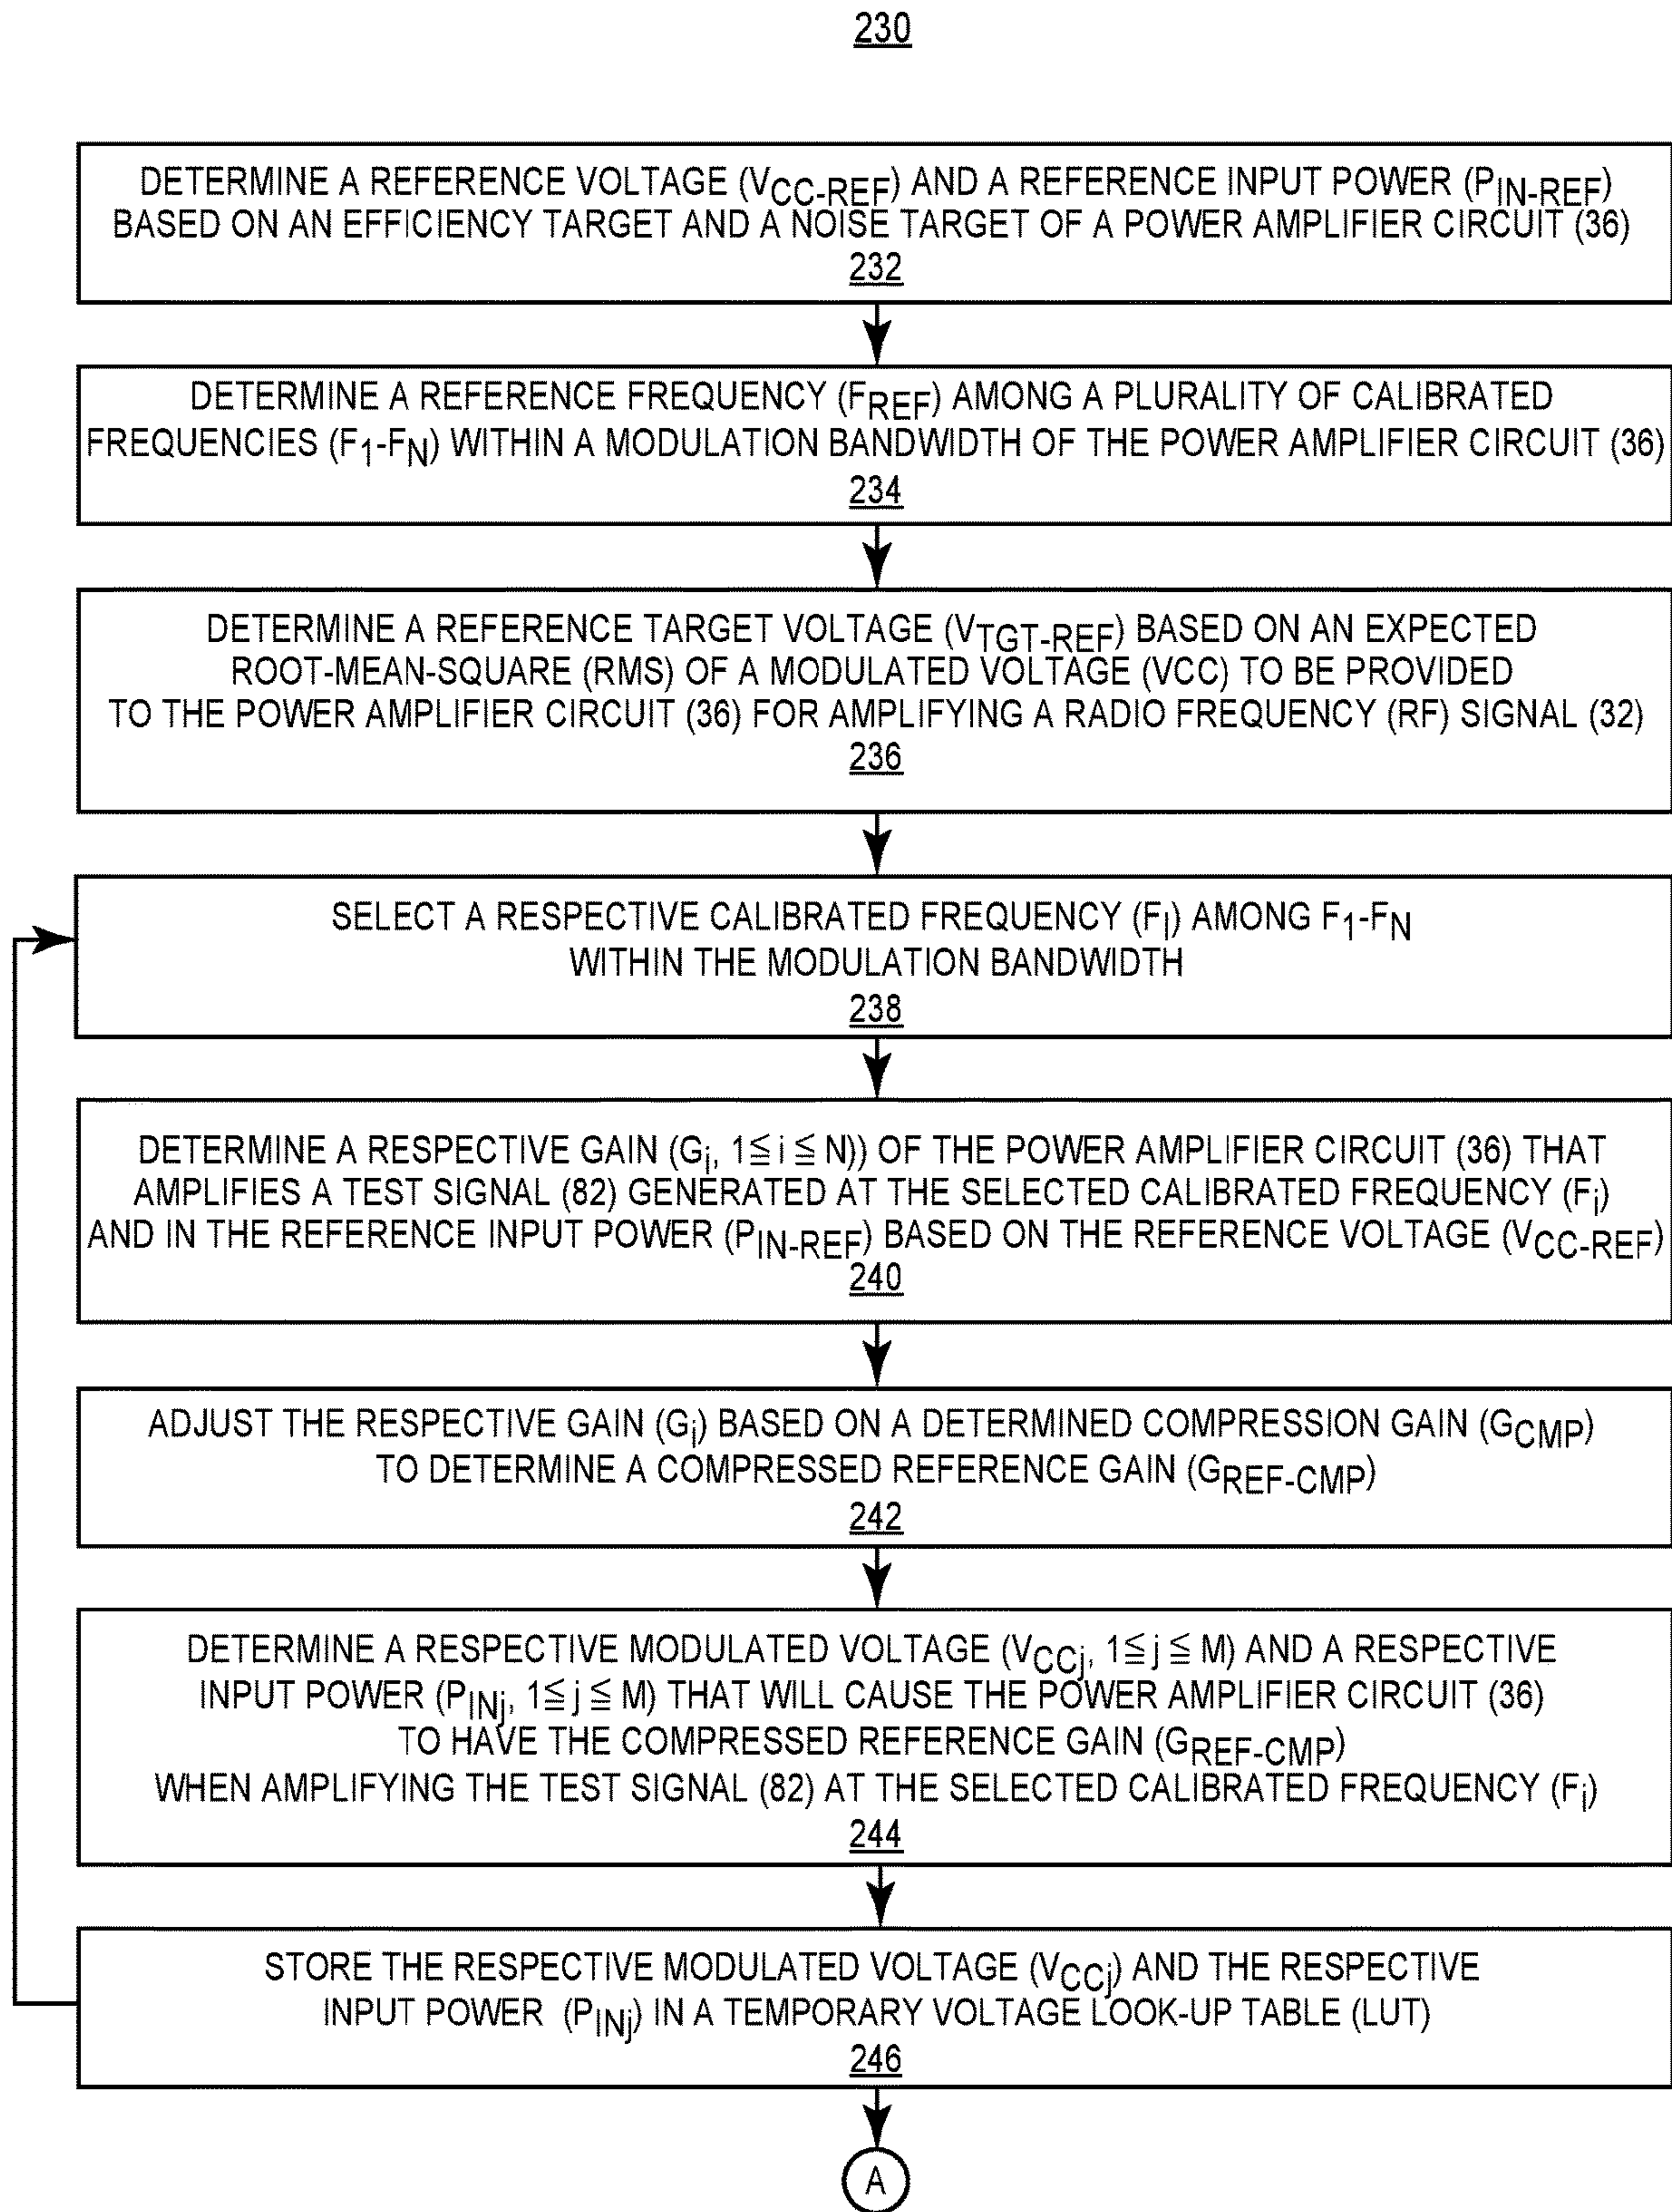 230
DETERMINE A REFERENCE VOLTAGE (VCC-REF) AND A REFERENCE INPUT POWER (PIN-REF)
BASED ON AN EFFICIENCY TARGET AND A NOISE TARGET OF A POWER AMPLIFIER CIRCUIT (36)
232
DETERMINE A REFERENCE FREQUENCY (FREF) AMONG A PLURALITY OF CALIBRATED
FREQUENCIES (F1-FN) WITHIN A MODULATION BANDWIDTH OF THE POWER AMPLIFIER CIRCUIT (36)
234
DETERMINE A REFERENCE TARGET VOLTAGE (VTGT-REF) BASED ON AN EXPECTED
ROOT-MEAN-SQUARE (RMS) OF A MODULATED VOLTAGE (VCC) TO BE PROVIDED
TO THE POWER AMPLIFIER CIRCUIT (36) FOR AMPLIFYING A RADIO FREQUENCY (RF) SIGNAL (32)
236
SELECT A RESPECTIVE CALIBRATED FREQUENCY (FI) AMONG F1-FN
WITHIN THE MODULATION BANDWIDTH
238
DETERMINE A RESPECTIVE GAIN (Gi, 1≦i≦N)) OF THE POWER AMPLIFIER CIRCUIT (36) THAT
AMPLIFIES A TEST SIGNAL (82) GENERATED AT THE SELECTED CALIBRATED FREQUENCY (Fi)
AND IN THE REFERENCE INPUT POWER (PIN-REF) BASED ON THE REFERENCE VOLTAGE (VCC-REF)
240
ADJUST THE RESPECTIVE GAIN (Gi) BASED ON A DETERMINED COMPRESSION GAIN (GCMP)
TO DETERMINE A COMPRESSED REFERENCE GAIN (GREF-CMP)
242
DETERMINE A RESPECTIVE MODULATED VOLTAGE (VCCj, 1≦j≦M) AND A RESPECTIVE
INPUT POWER (PINj, 1≦j≦M) THAT WILL CAUSE THE POWER AMPLIFIER CIRCUIT (36)
TO HAVE THE COMPRESSED REFERENCE GAIN (GREF-CMP)
WHEN AMPLIFYING THE TEST SIGNAL (82) AT THE SELECTED CALIBRATED FREQUENCY (Fi)
244
STORE THE RESPECTIVE MODULATED VOLTAGE (VCCj) AND THE RESPECTIVE
INPUT POWER (PINj) IN A TEMPORARY VOLTAGE LOOK-UP TABLE (LUT)
246
A